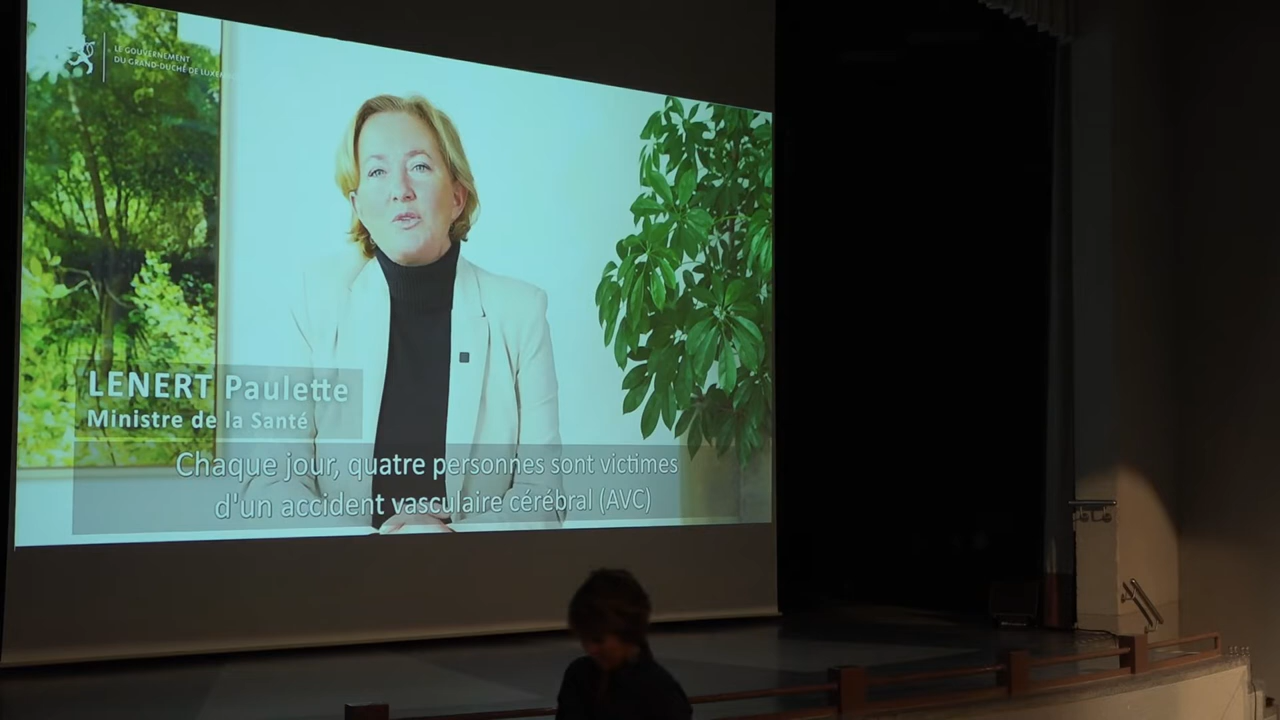 LE GOUVERNEMENT
DU GRAND-DUCHÉ DE LUXEMBOURG
LENERT Paulette
Ministre de la Santé
Chaque jour, quatre personnes sont victimes
d'un accident vasculaire cérébral (AVC)